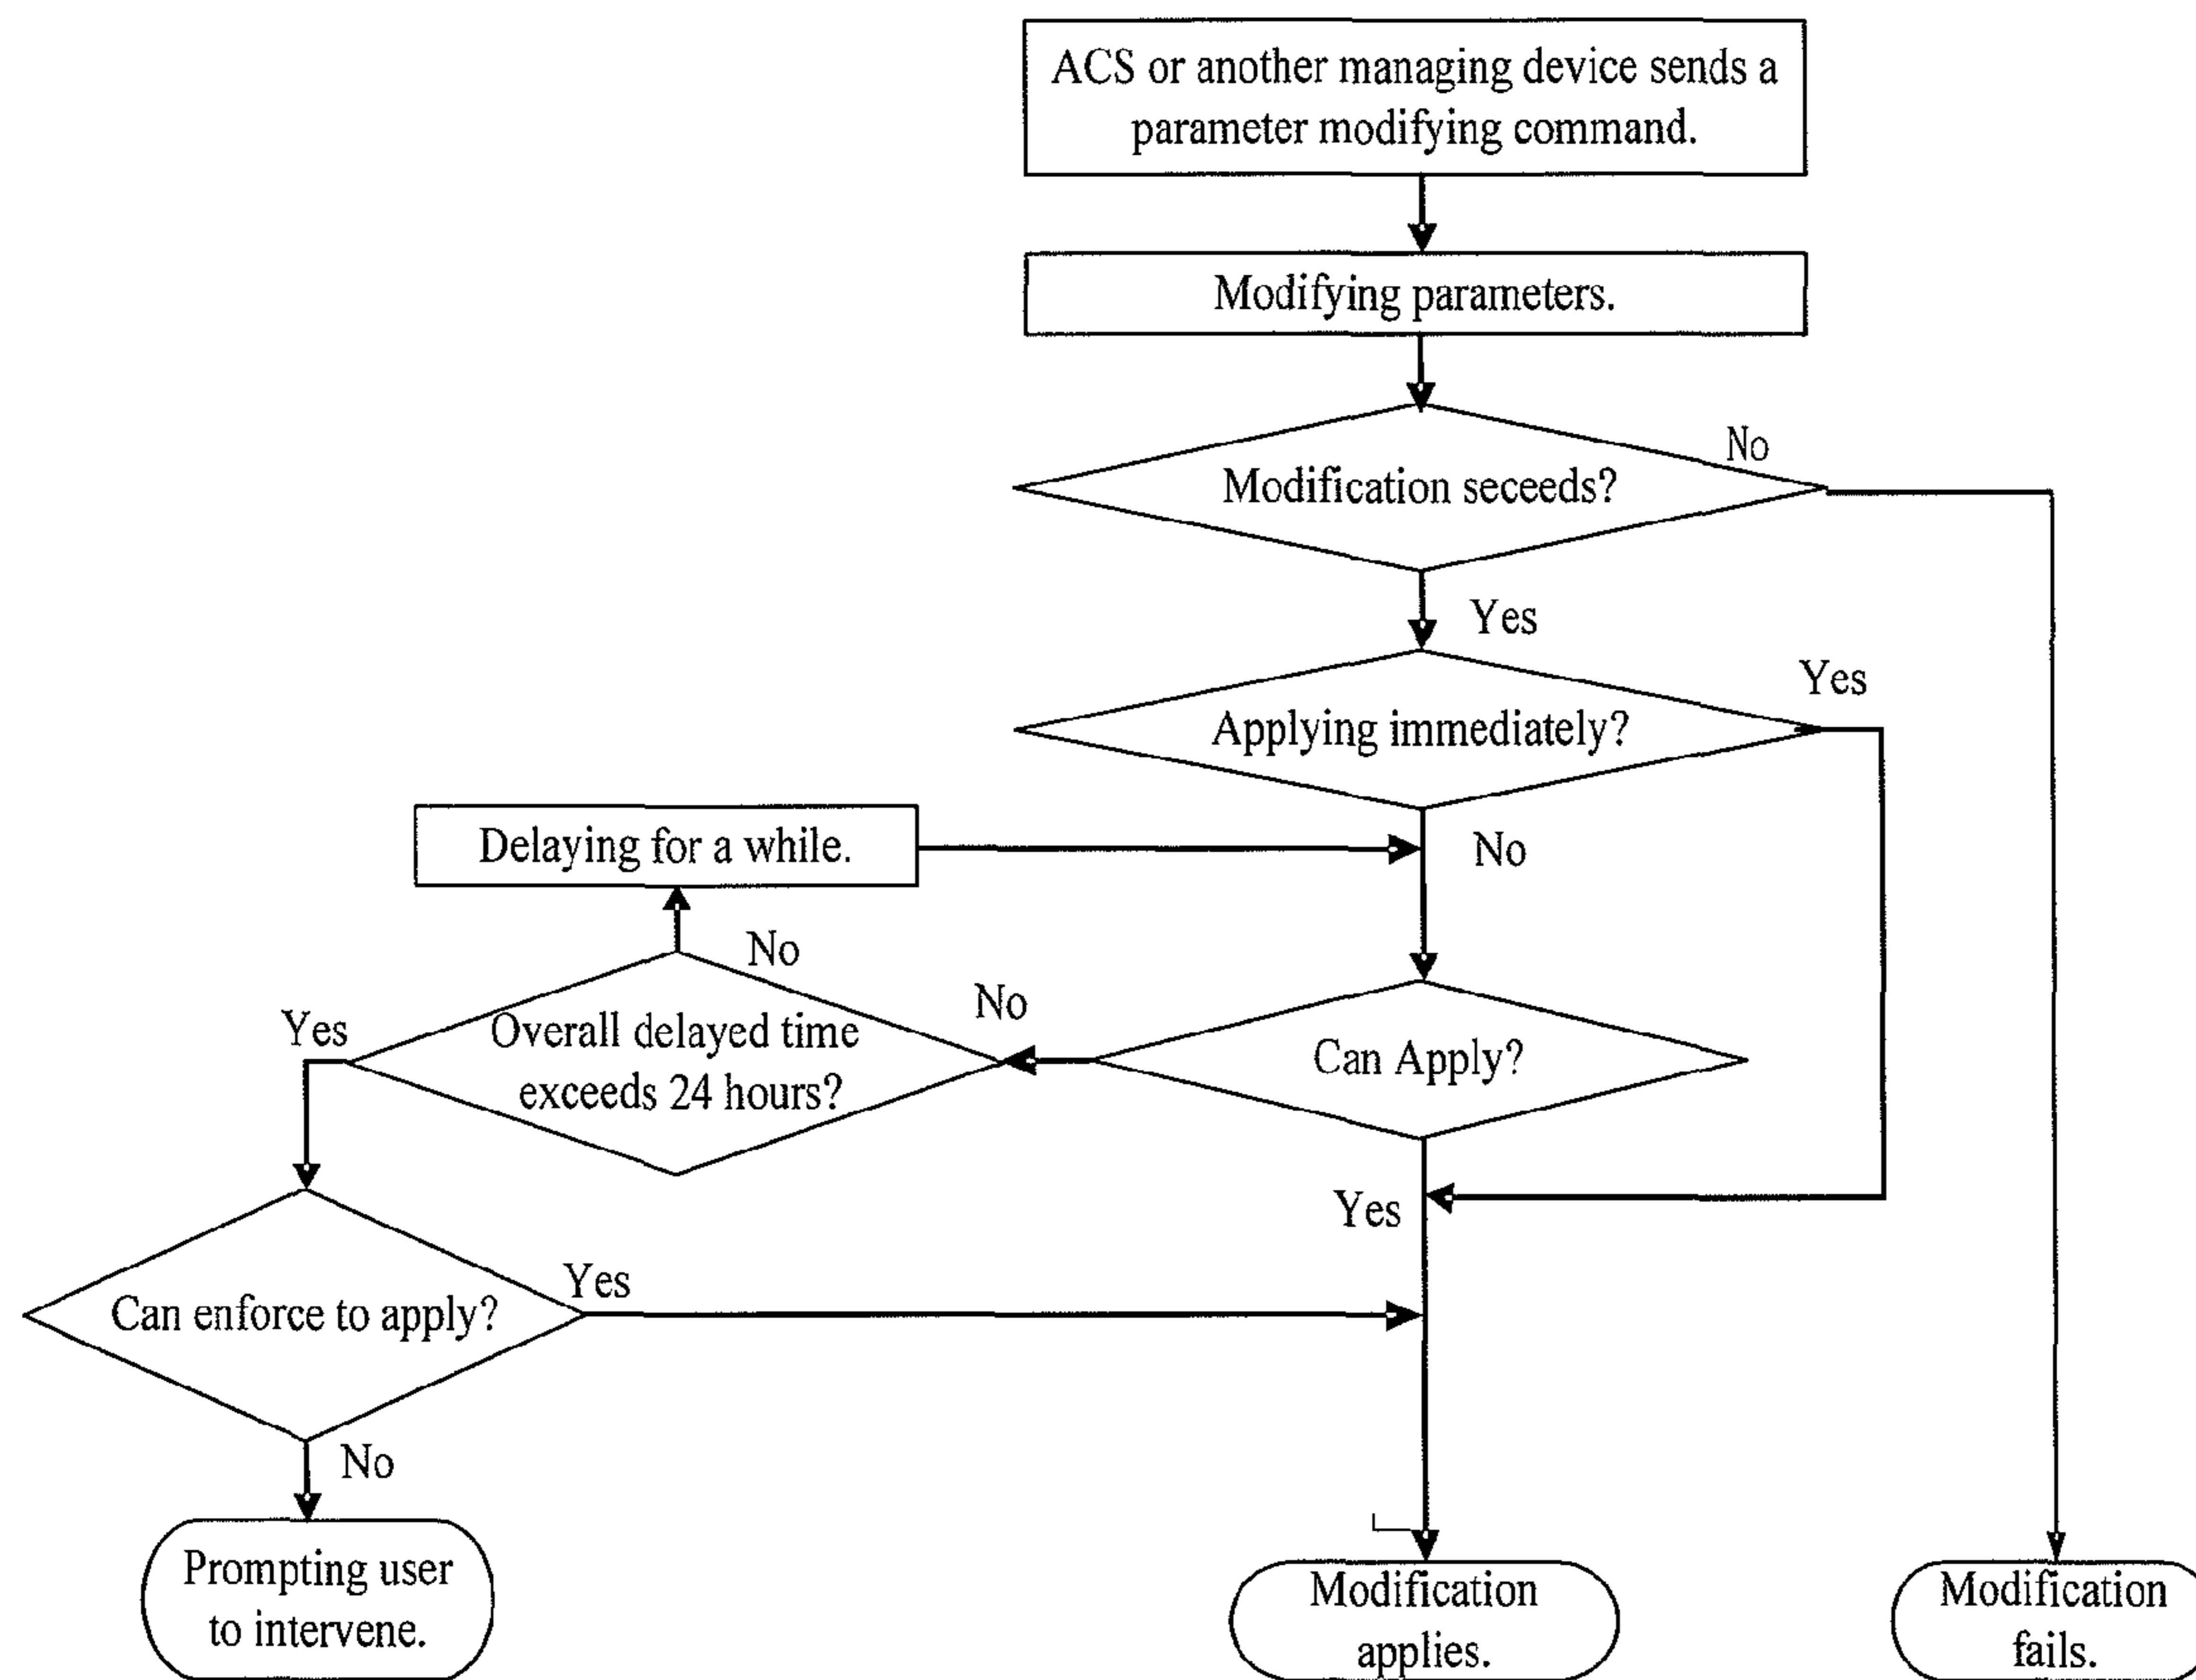 ACS or another managing device sends a
parameter modifying command.
Modifying parameters.
No
Modification seceeds?
Yes
Yes
Applying immediately?
Delaying for a while.
No
No
No
Yes
Overall delayed time
exceeds 24 hours?
Can Apply?
Yes
Yes
Can enforce to apply?
No
Prompting user
to intervene.
Modification
applies.
Modification
fails.